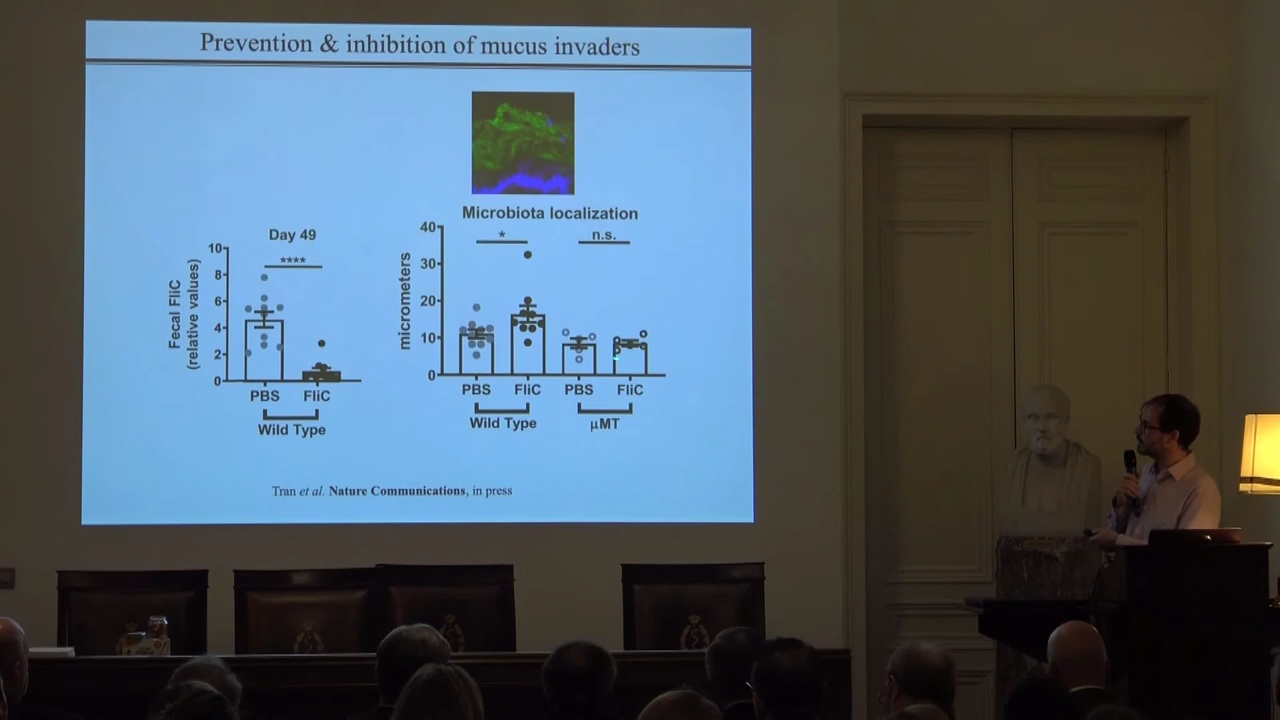 Prevention & inhibition of mucus invaders
Microbiota localization
Day 49
****
Fecal FliC
(relative values)
10
8
6
4
2
0
PBS FliC
Wild Type
micrometers
40
30
20
10
0
* n.s.
PBS FliC PBS FliC
Wild Type μMT
Tran et al. Nature Communications, in press